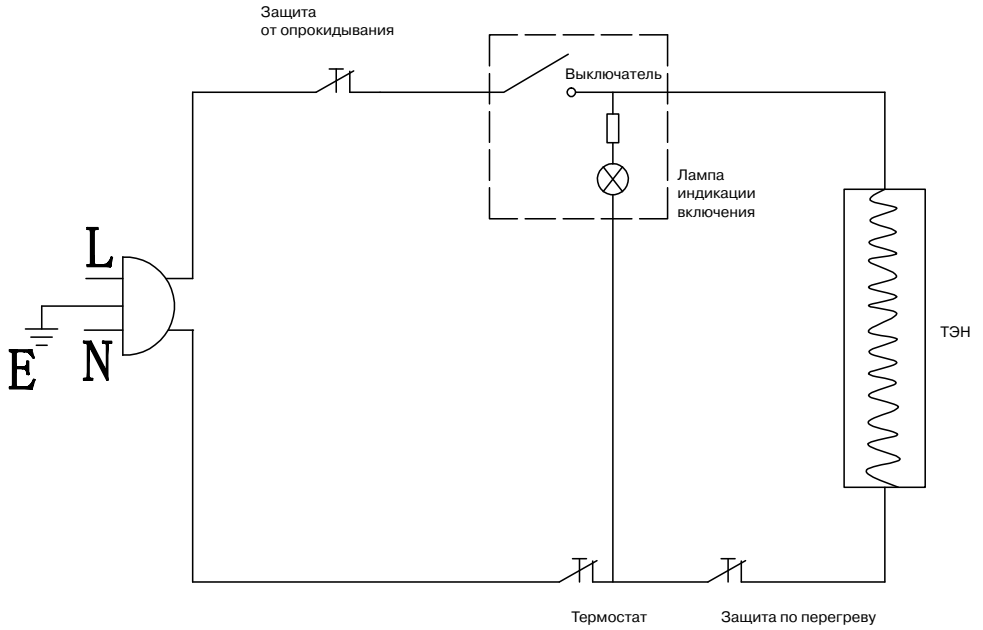 Защита
от опрокидывания
Выключатель
Лампа
индикации
включения
L
E
N
ТЭН
Термостат
Защита по перегреву